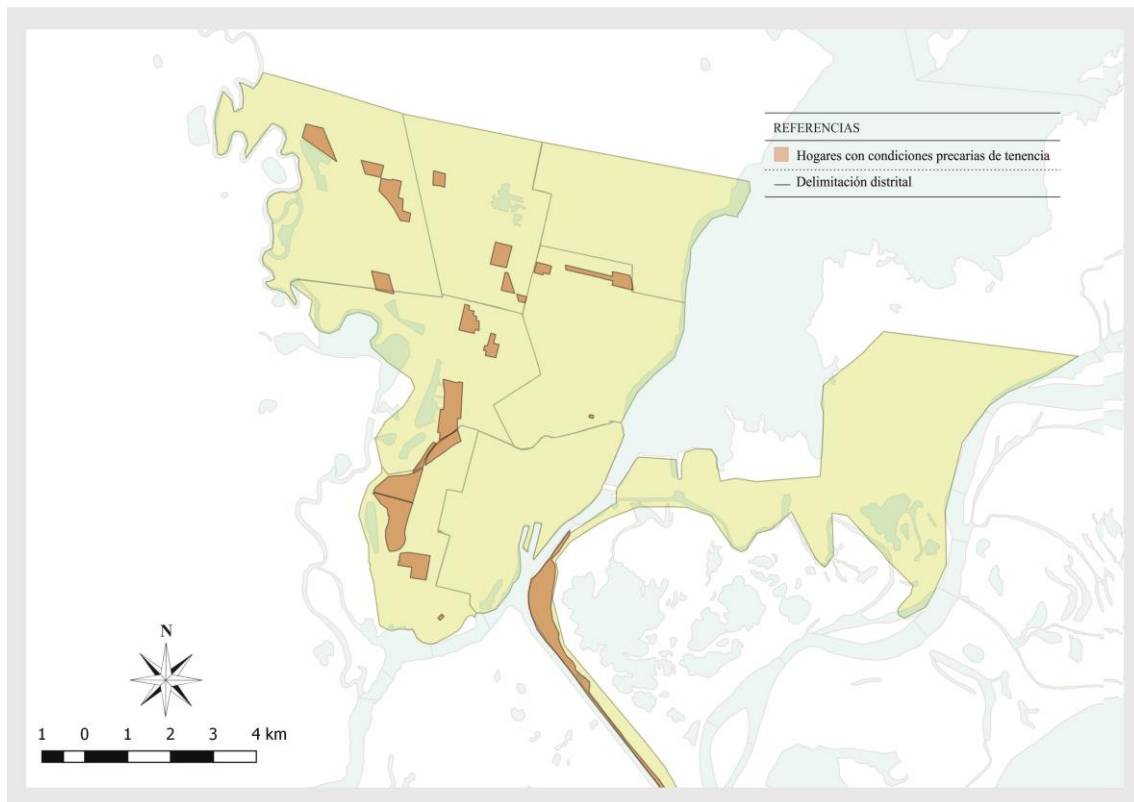 REFERENCIAS
Hogares con condiciones precarias de tenencia
Delimitación distrital
N
1 0 1 2 3 4 km